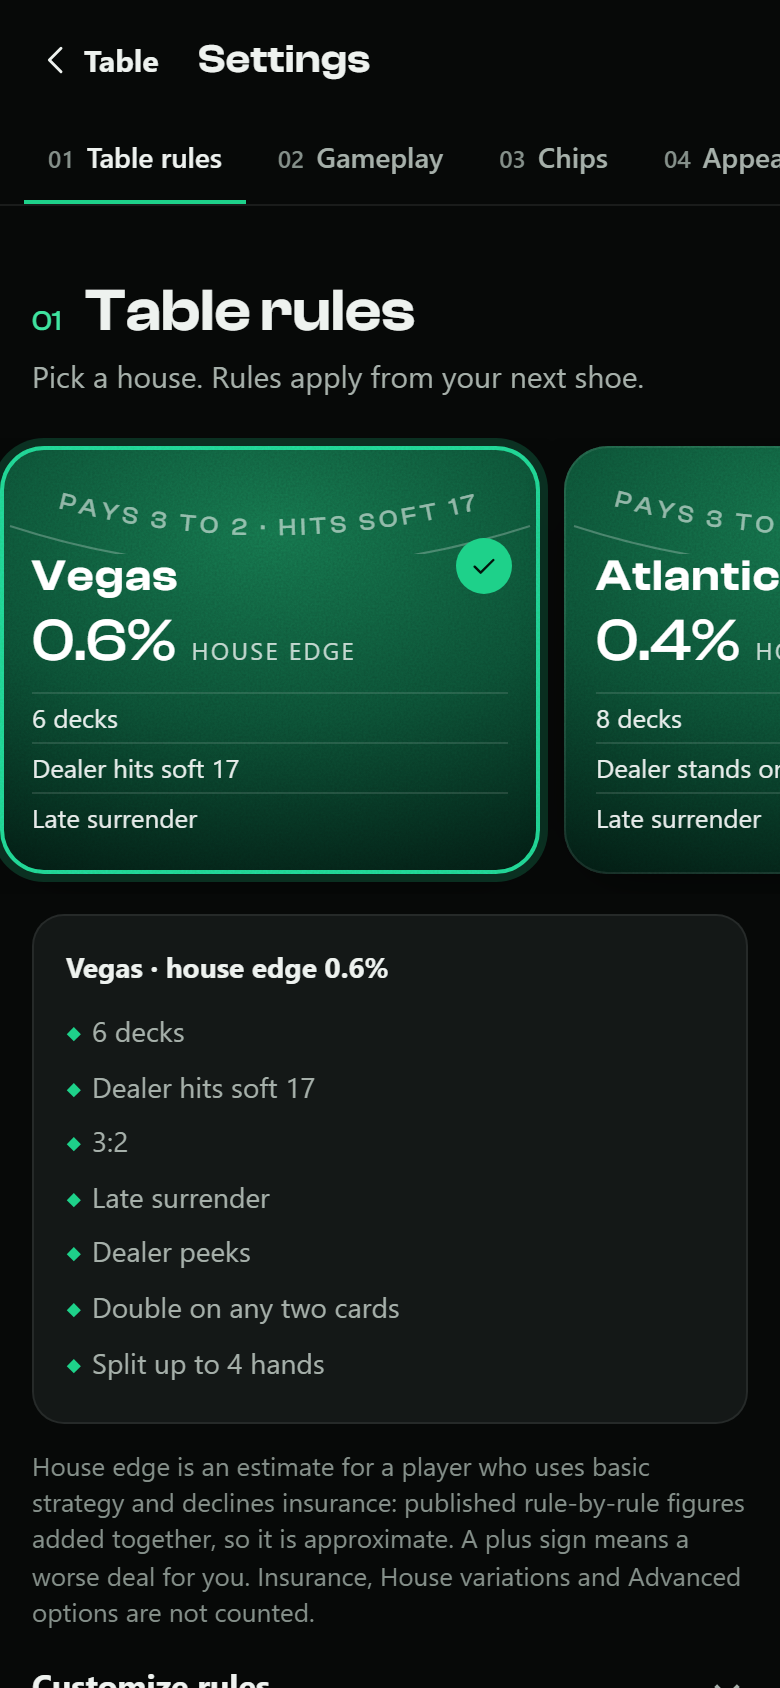 Table Settings
01 Table rules 02 Gameplay 03 Chips 04 Appea
01 Table rules
Pick a house. Rules apply from your next shoe.
PAYS 3 TO 2 · HITS SOFT 17
Vegas
0.6% HOUSE EDGE
6 decks
Dealer hits soft 17
Late surrender
PAYS 3 TO
Atlantic
0.4% HO
8 decks
Dealer stands or
Late surrender
Vegas · house edge 0.6%
6 decks
Dealer hits soft 17
3:2
Late surrender
Dealer peeks
Double on any two cards
Split up to 4 hands
House edge is an estimate for a player who uses basic
strategy and declines insurance: published rule-by-rule figures
added together, so it is approximate. A plus sign means a
worse deal for you. Insurance, House variations and Advanced
options are not counted.
Customize rules